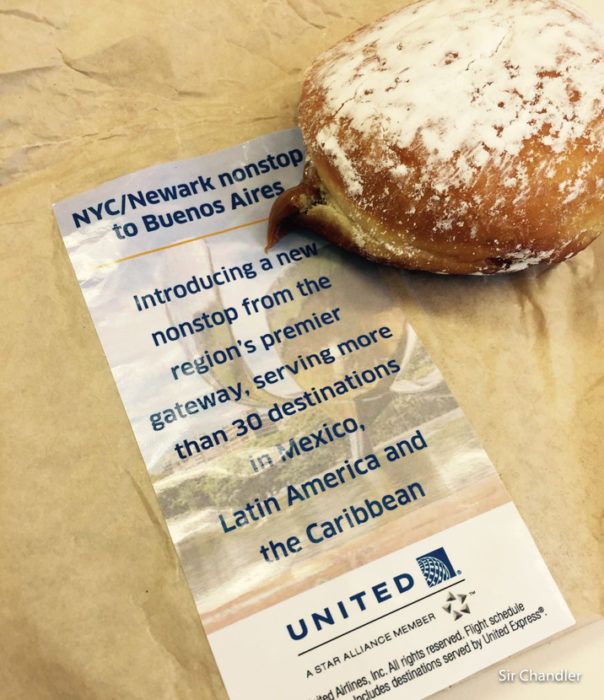 NYC/Newark nonstop
to Buenos Aires
Introducing a new
nonstop from the
region's premier
gateway, serving more
than 30 destinations
in Mexico,
Latin America and
the Caribbean
UNITED
A STAR ALLIANCE MEMBER ™
Airlines, Inc. All rights reserved. Flight schedule
Includes destinations served by United Express®.
Sir Chandler